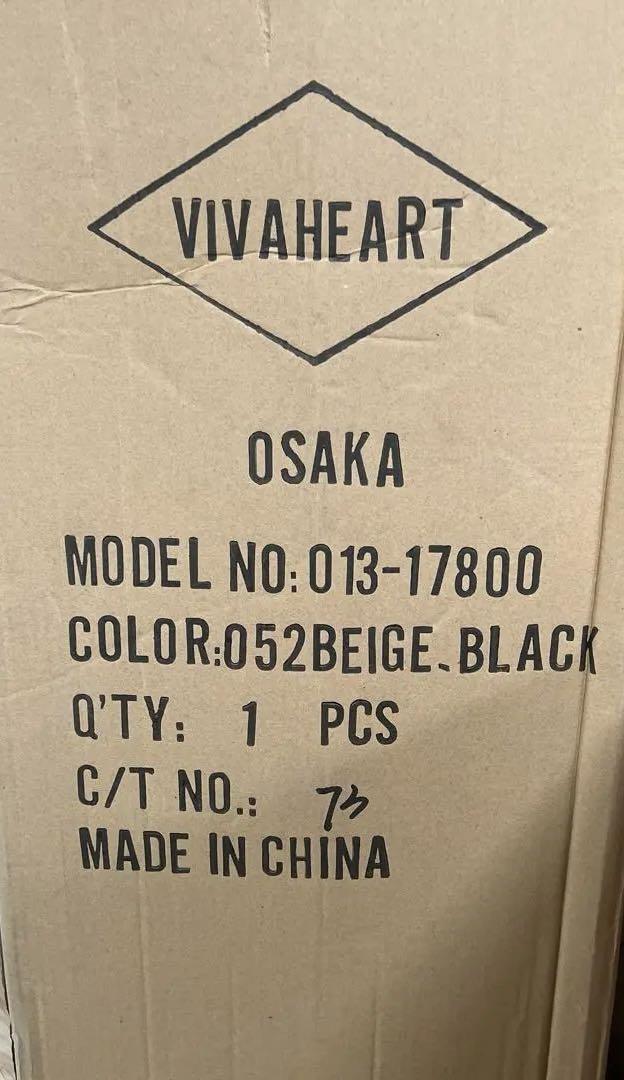 VIVAHEART
OSAKA
MODEL NO:013-17800
COLOR:052BEIGE.BLACK
Q'TY: 1 PCS
C/T NO.: 73
MADE IN CHINA